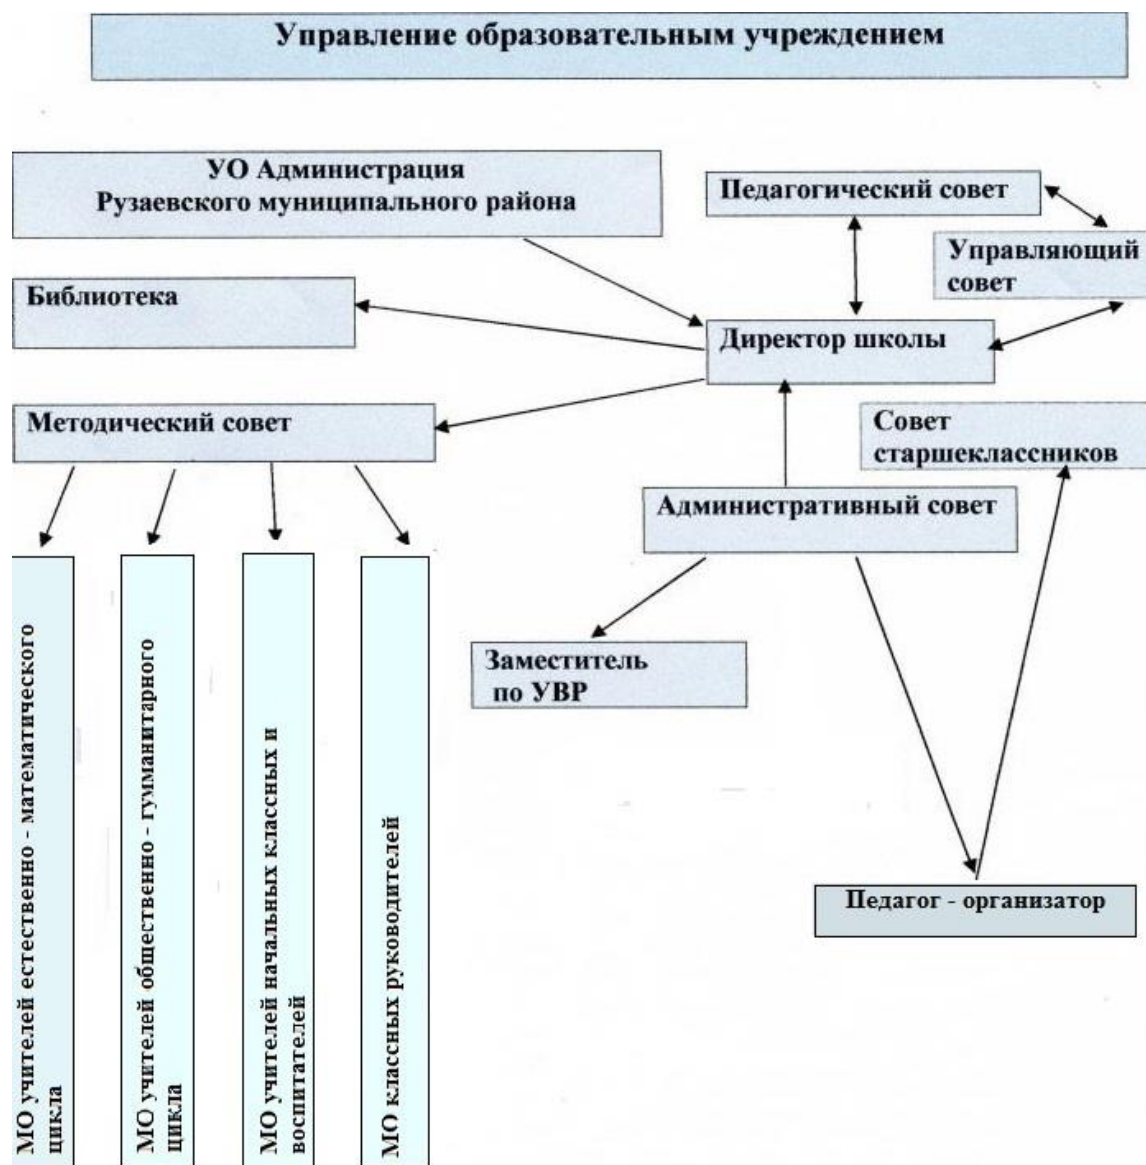 Управление образовательным учреждением
УО Администрация
Рузаевского муниципального района
Педагогический совет
Управляющий
совет
Библиотека
Директор школы
Методический совет
Совет
старшеклассников
Административный совет
Заместитель
по УВР
Педагог - организатор
МО учителей естественно - математического
цикла
МО учителей общественно - гумманитарного
цикла
МО учителей начальных классных и
воспитателей
МО классных руководителей